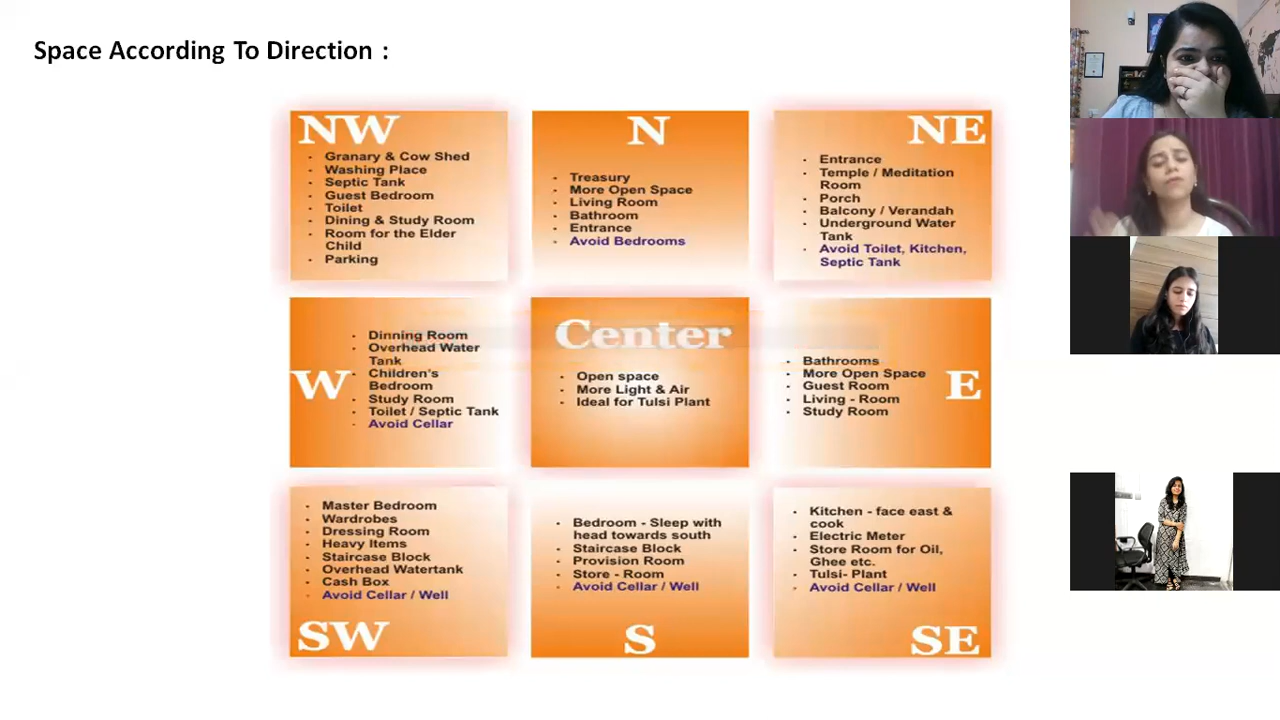 Space According To Direction :
NW
Granary & Cow Shed
Washing Place
Septic Tank
Guest Bedroom
Toilet
Dining & Study Room
Room for the Elder
Child
Parking
N
Treasury
More Open Space
Living Room
Bathroom
Entrance
Avoid Bedrooms
NE
Entrance
Temple / Meditation
Room
Porch
Balcony / Verandah
Underground Water
Tank
Avoid Toilet, Kitchen,
Septic Tank
W
Dinning Room
Overhead Water
Tank
Children's
Bedroom
Study Room
Toilet / Septic Tank
Avoid Cellar
Center
Open space
More Light & Air
Ideal for Tulsi Plant
E
Bathrooms
More Open Space
Guest Room
Living - Room
Study Room
Master Bedroom
Wardrobes
Dressing Room
Heavy Items
Staircase Block
Overhead Watertank
Cash Box
Avoid Cellar / Well
SW
Bedroom - Sleep with
head towards south
Staircase Block
Provision Room
Store - Room
Avoid Cellar / Well
S
Kitchen - face east &
cook
Electric Meter
Store Room for Oil,
Ghee etc.
Tulsi- Plant
Avoid Cellar / Well
SE